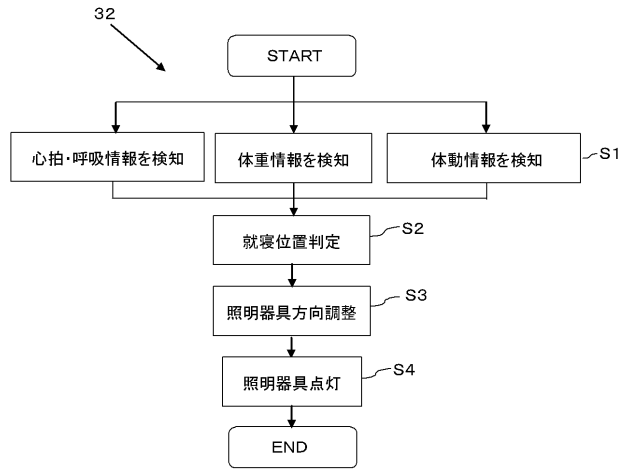 32
START
心拍・呼吸情報を検知
体重情報を検知
体動情報を検知
S1
就寝位置判定
S2
照明器具方向調整
S3
照明器具点灯
S4
END